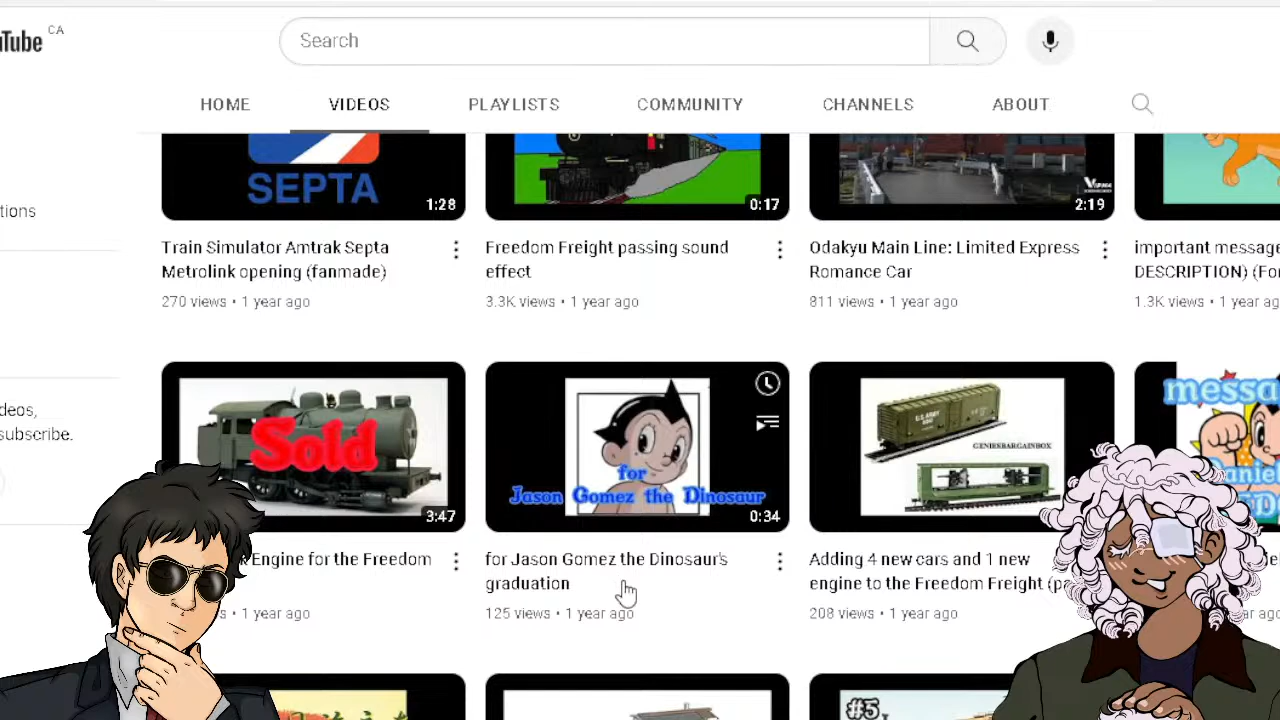 uTube CA
Search
HOME VIDEOS PLAYLISTS COMMUNITY CHANNELS ABOUT
SEPTA
1:28
0:17
2:19
tions
Train Simulator Amtrak Septa
Metrolink opening (fanmade)
270 views • 1 year ago
Freedom Freight passing sound
effect
3.3K views • 1 year ago
Odakyu Main Line: Limited Express
Romance Car
811 views • 1 year ago
important message
DESCRIPTION) (For
1.3K views • 1 year ag
deos,
subscribe.
Sold
3:47
for
Jason Gomez the Dinosaur
0:34
U.S. ARMY
GENIESBARGAINBOX
messa
Engine for the Freedom
1 year ago
for Jason Gomez the Dinosaur's
graduation
125 views • 1 year ago
Adding 4 new cars and 1 new
engine to the Freedom Freight (p
208 views • 1 year ago
#5